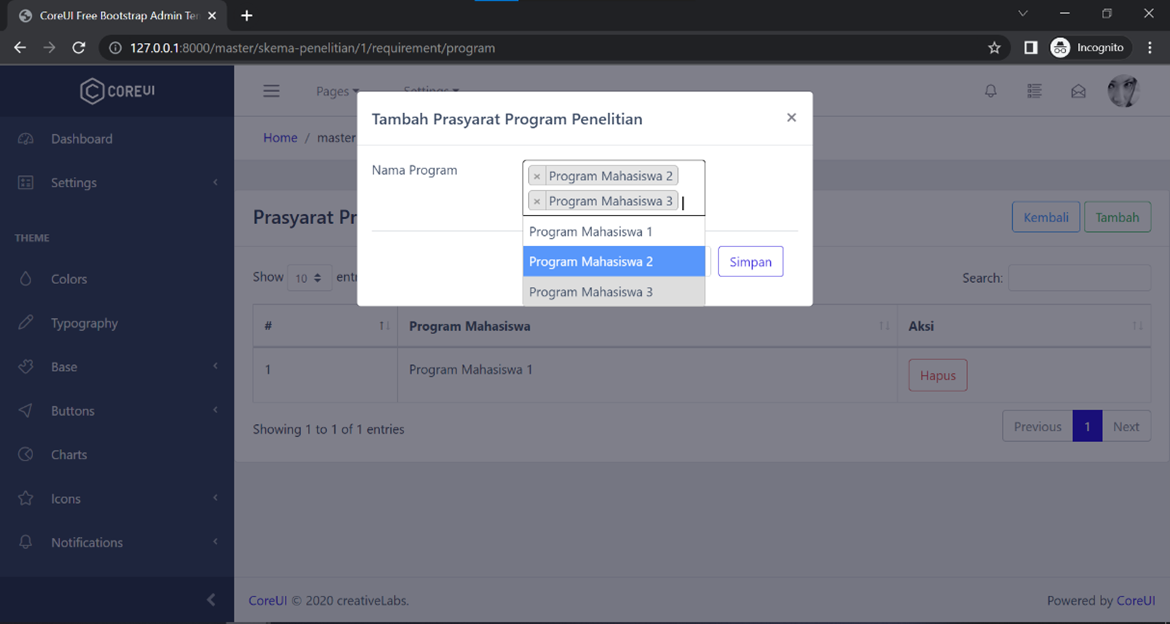 CoreUI Free Bootstrap Admin Ter
127.0.0.1:8000/master/skema-penelitian/1/requirement/program
Incognito
COREUI
Dashboard
Settings
THEME
Colors
Typography
Base
Buttons
Charts
Icons
Notifications
Pages
Settings
Home / master
Tambah Prasyarat Program Penelitian
×
Nama Program
× Program Mahasiswa 2
× Program Mahasiswa 3
Program Mahasiswa 1
Program Mahasiswa 2
Program Mahasiswa 3
Simpan
Prasyarat Pr
Kembali
Tambah
Show 10 entr
Search:
# Program Mahasiswa Aksi
1 Program Mahasiswa 1 Hapus
Showing 1 to 1 of 1 entries
Previous 1 Next
CoreUI © 2020 creativeLabs.
Powered by CoreUI